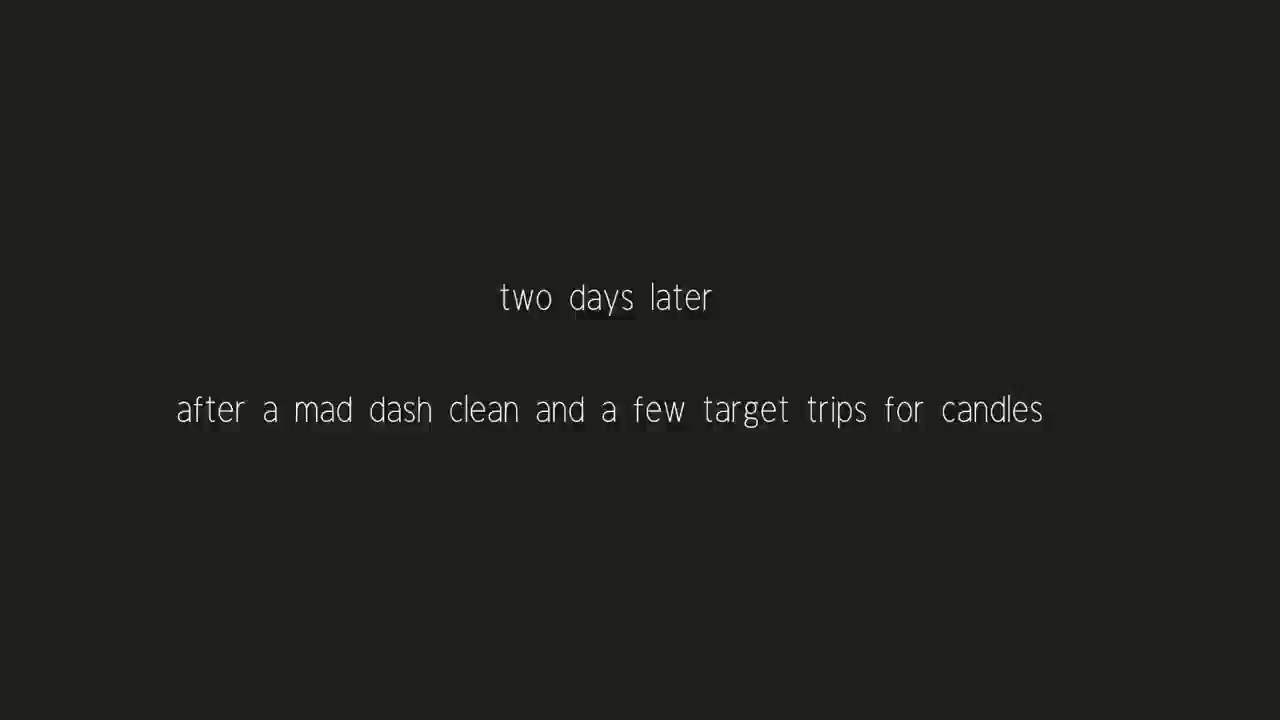 two days later
after a mad dash clean and a few target trips for candles